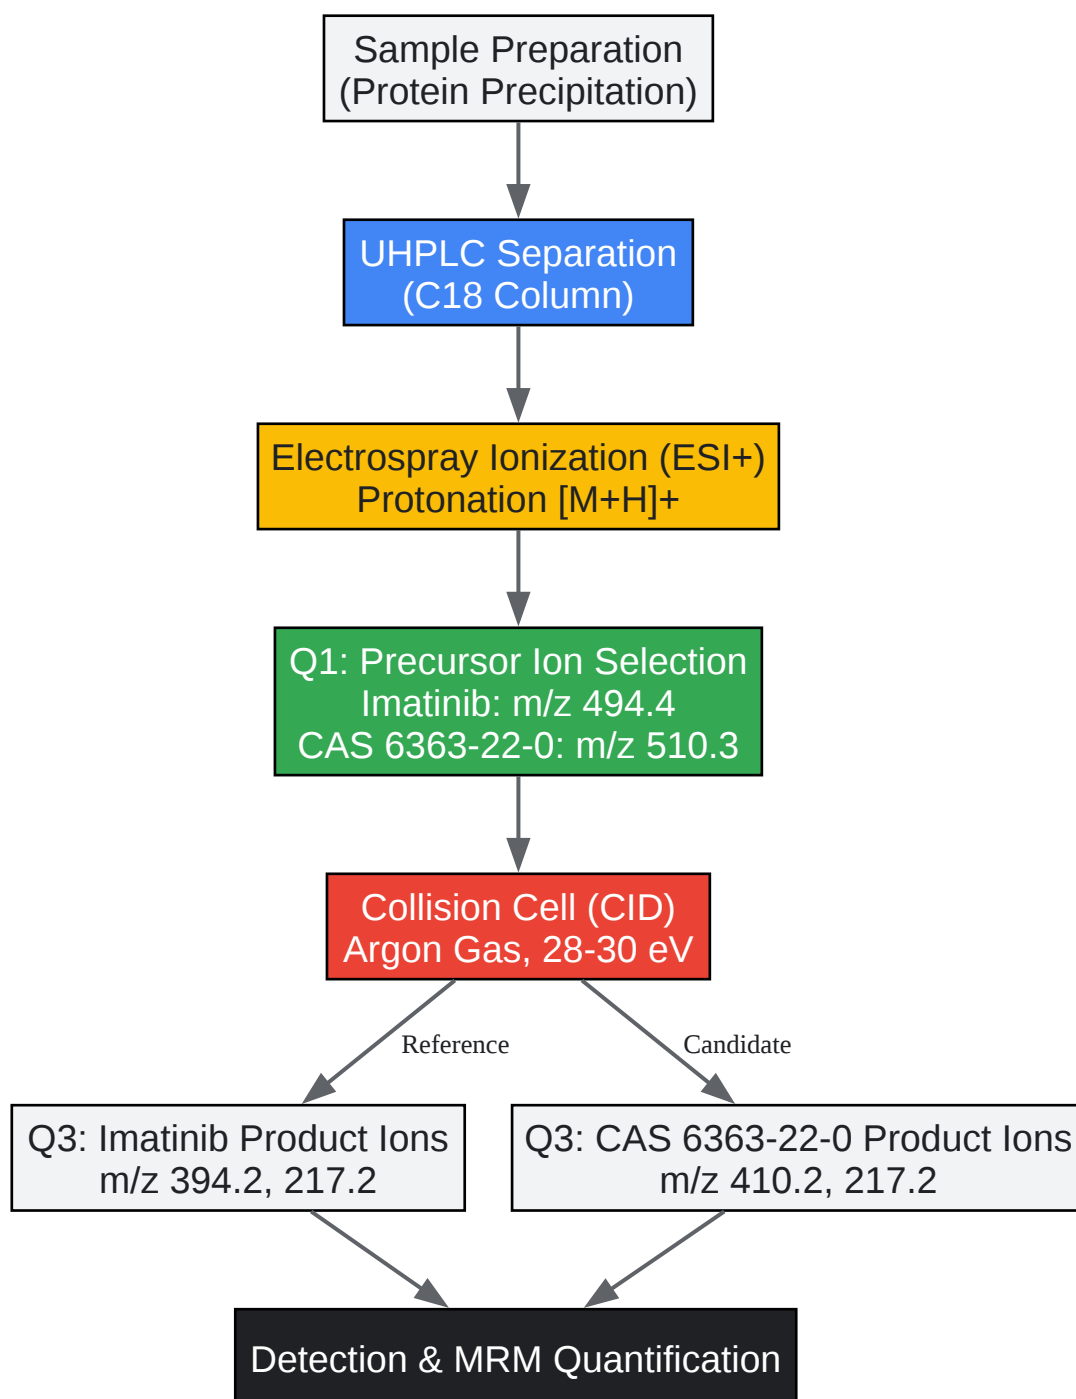 Sample Preparation
(Protein Precipitation)
UHPLC Separation
(C18 Column)
Electrospray Ionization (ESI+)
Protonation [M+H]+
Q1: Precursor Ion Selection
Imatinib: m/z 494.4
CAS 6363-22-0: m/z 510.3
Collision Cell (CID)
Argon Gas, 28-30 eV
Reference
Candidate
Q3: Imatinib Product Ions
m/z 394.2, 217.2
Q3: CAS 6363-22-0 Product Ions
m/z 410.2, 217.2
Detection & MRM Quantification